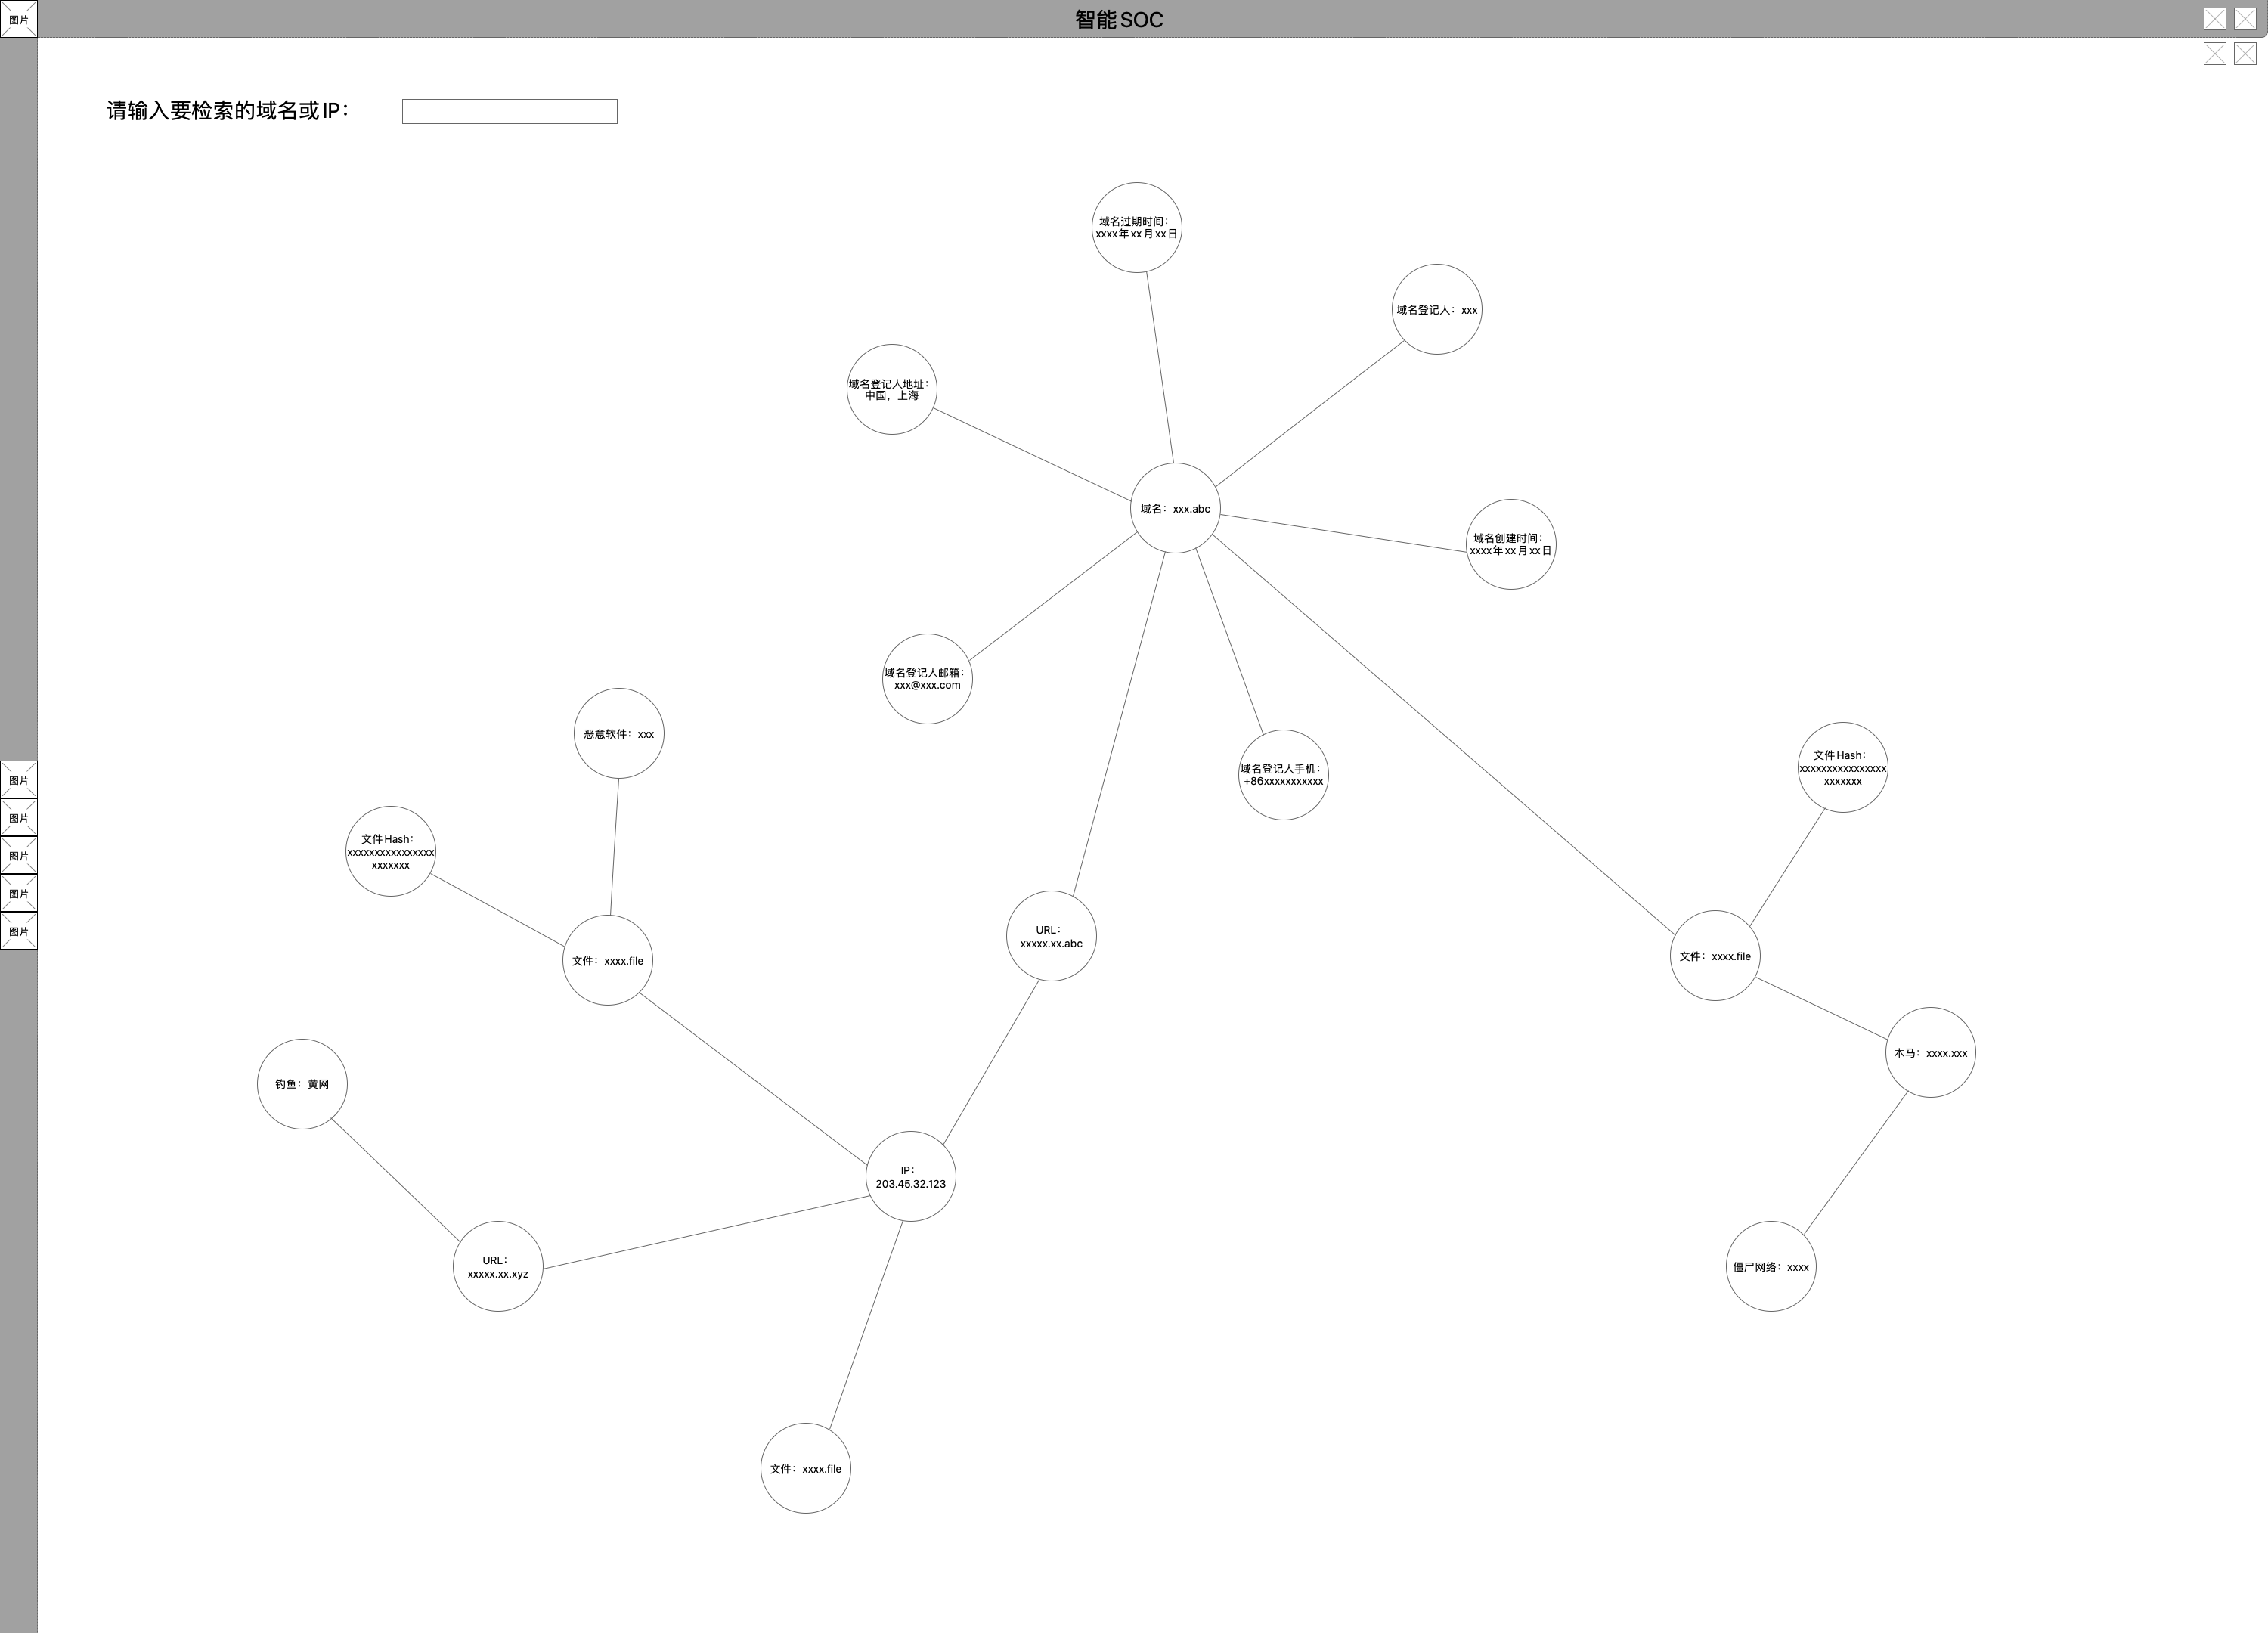 图片
智能SOC
请输入要检索的域名或IP：
域名过期时间：
xxxx年xx月xx日
域名登记人：xxx
域名登记人地址：
中国，上海
域名：xxx.abc
域名创建时间：
xxxx年xx月xx日
域名登记人邮箱：
xxx@xxx.com
恶意软件：xxx
域名登记人手机：
+86xxxxxxxxxxx
文件Hash：
xxxxxxxxxxxxxxxx
xxxxxxx
图片
图片
图片
图片
图片
文件Hash：
xxxxxxxxxxxxxxxx
xxxxxxx
URL：
xxxxx.xx.abc
文件：xxxx.file
文件：xxxx.file
木马：xxxx.xxx
钓鱼：黄网
IP：
203.45.32.123
URL：
xxxxx.xx.xyz
僵尸网络：xxxx
文件：xxxx.file